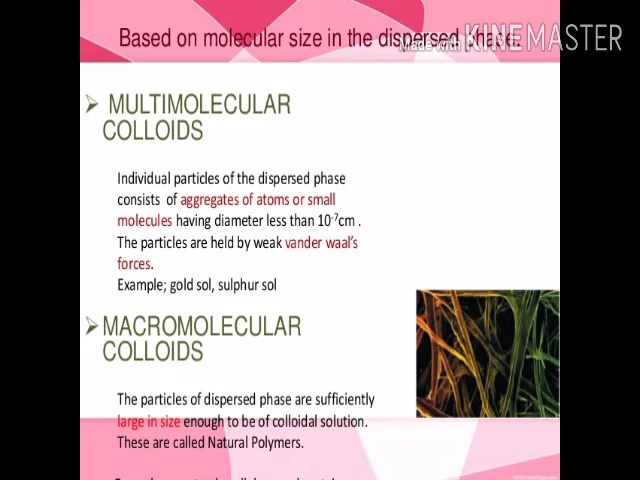 Based on molecular size in the dispersed phase.
Made with KINEMASTER
➢ MULTIMOLECULAR
COLLOIDS
Individual particles of the dispersed phase
consists of aggregates of atoms or small
molecules having diameter less than 10⁻⁷cm .
The particles are held by weak vander waal’s
forces.
Example; gold sol, sulphur sol
➢MACROMOLECULAR
COLLOIDS
The particles of dispersed phase are sufficiently
large in size enough to be of colloidal solution.
These are called Natural Polymers.